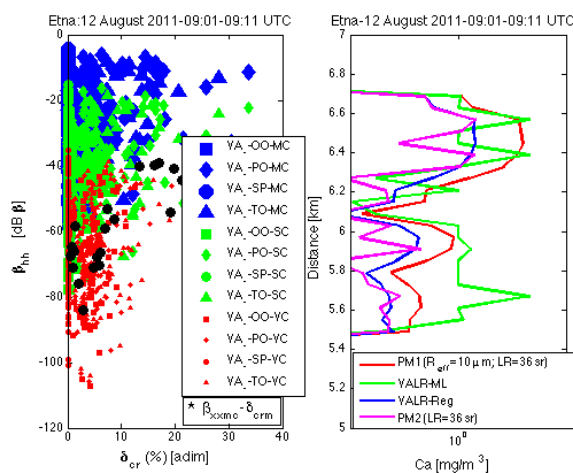 Etna:12 August 2011-09:01-09:11 UTC
0
-20
-40
-60
-80
-100
-120
β_hh [dB β]
0 10 20 30 40
δ_cr (%) [adim]
YA_-OO-MC
YA_-PO-MC
YA_-SP-MC
YA_-TO-MC
YA_-OO-SC
YA_-PO-SC
YA_-SP-SC
YA_-TO-SC
YA_-OO-YC
YA_-PO-YC
YA_-SP-YC
YA_-TO-YC
* β_xxmc-δ_crm
Etna-12 August 2011-09:01-09:11 UTC
7
6.8
6.6
6.4
6.2
6
5.8
5.6
5.4
5.2
5
Distance [km]
PM1(R_eff=10 μm; LR=36 sr)
YALR-ML
YALR-Reg
PM2(LR=36 sr)
10^0
Ca [mg/m^3]